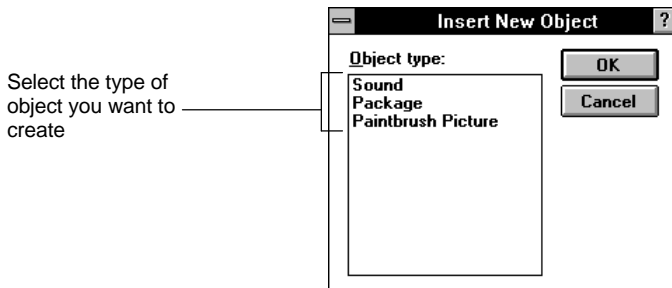 Insert New Object
?
Object type:
Sound
Package
Paintbrush Picture
OK
Cancel
Select the type of
object you want to
create